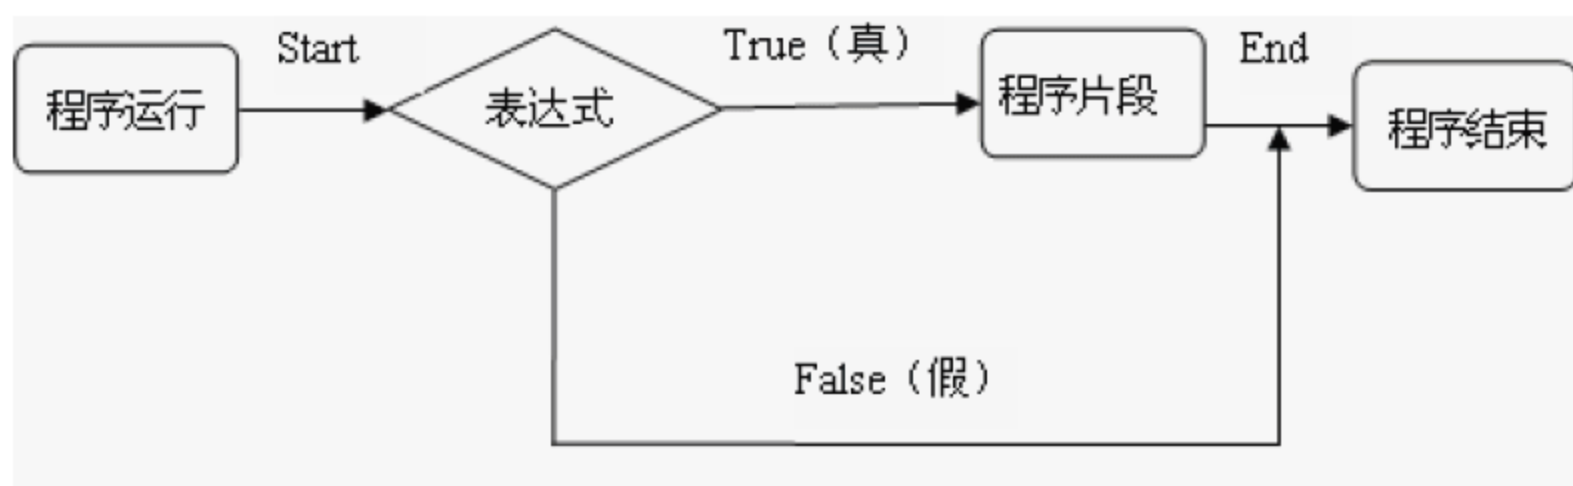 程序运行
Start
表达式
True（真）
程序片段
End
程序结束
False（假）